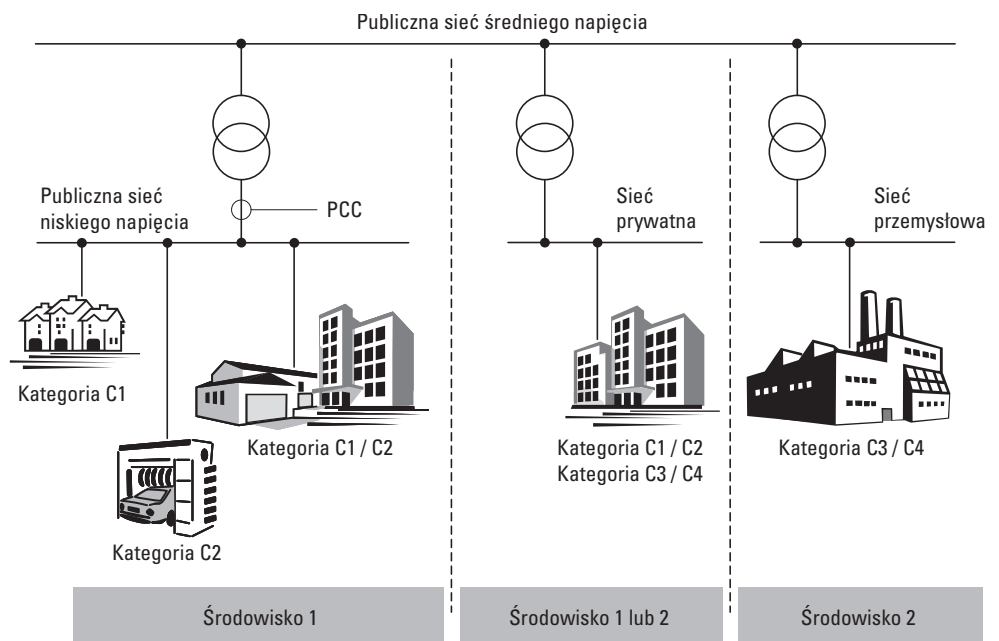 Publiczna sieć średniego napięcia
Publiczna sieć
niskiego napięcia
PCC
Sieć
prywatna
Sieć
przemysłowa
Kategoria C1
Kategoria C1 / C2
Kategoria C2
Kategoria C1 / C2
Kategoria C3 / C4
Kategoria C3 / C4
Środowisko 1
Środowisko 1 lub 2
Środowisko 2